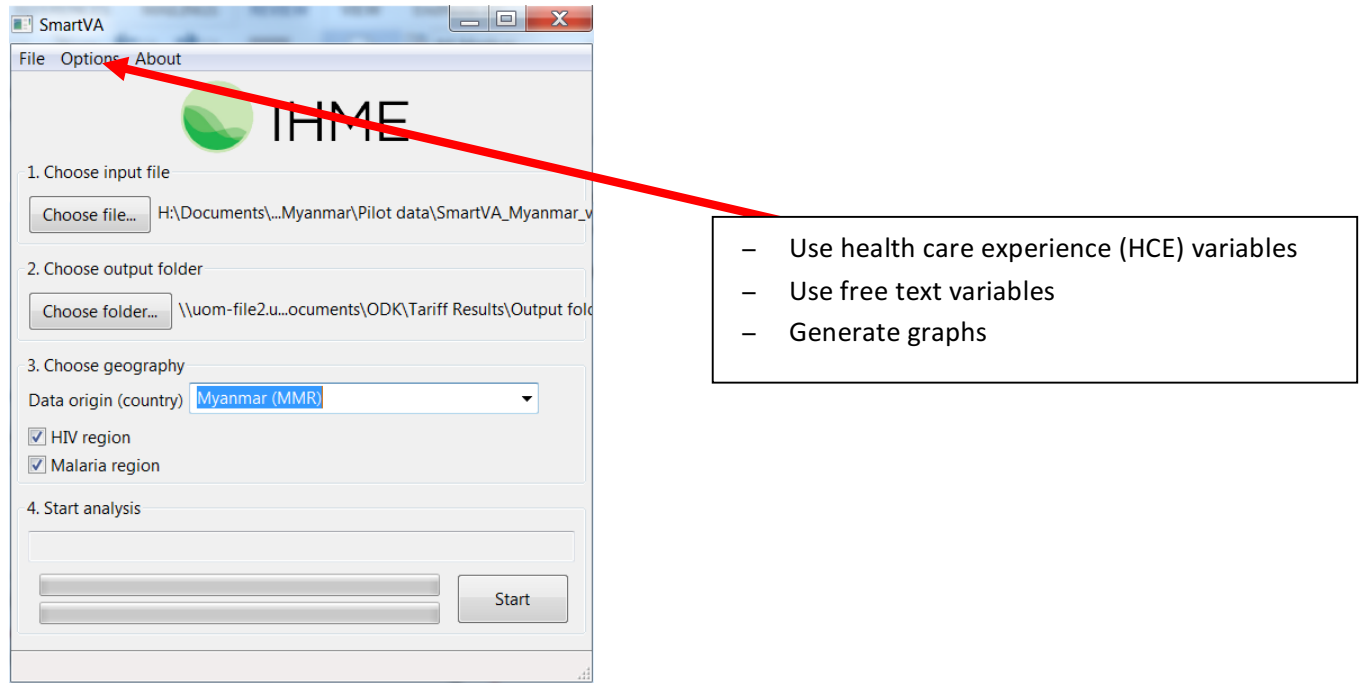 SmartVA
File Options About
IHME
1. Choose input file
Choose file... H:\Documents\...Myanmar\Pilot data\SmartVA_Myanmar_v
2. Choose output folder
Choose folder... \\uom-file2.u...ocuments\ODK\Tariff Results\Output fold
3. Choose geography
Data origin (country) Myanmar (MMR)
HIV region
Malaria region
4. Start analysis
Start
– Use health care experience (HCE) variables
– Use free text variables
– Generate graphs